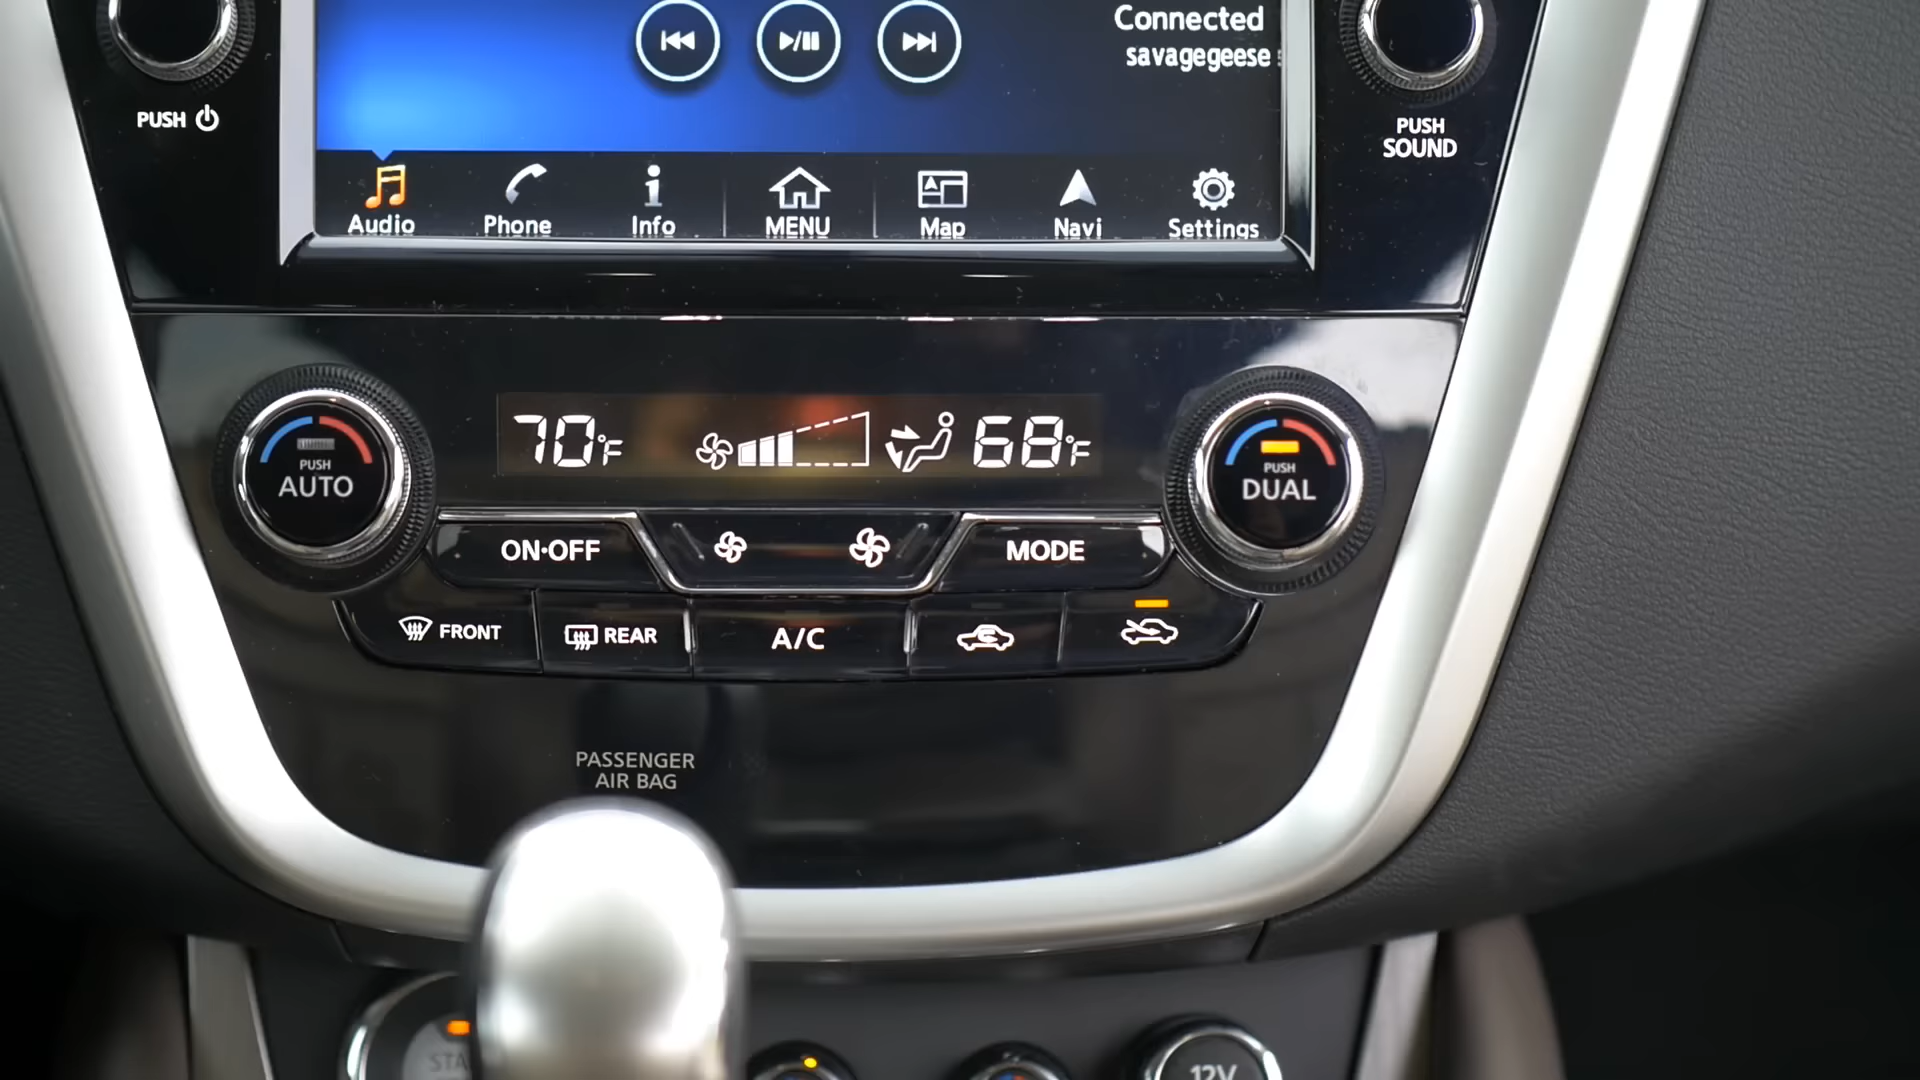 Connected
savagegeese
PUSH
PUSH
SOUND
Audio Phone Info MENU Map Navi Settings
70°F 68°F
PUSH
AUTO
PUSH
DUAL
ON·OFF MODE
FRONT REAR A/C
PASSENGER
AIR BAG
12V